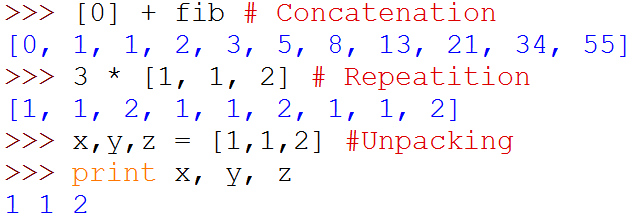 >>> [0] + fib # Concatenation
[0, 1, 1, 2, 3, 5, 8, 13, 21, 34, 55]
>>> 3 * [1, 1, 2] # Repeatition
[1, 1, 2, 1, 1, 2, 1, 1, 2]
>>> x,y,z = [1,1,2] #Unpacking
>>> print x, y, z
1 1 2